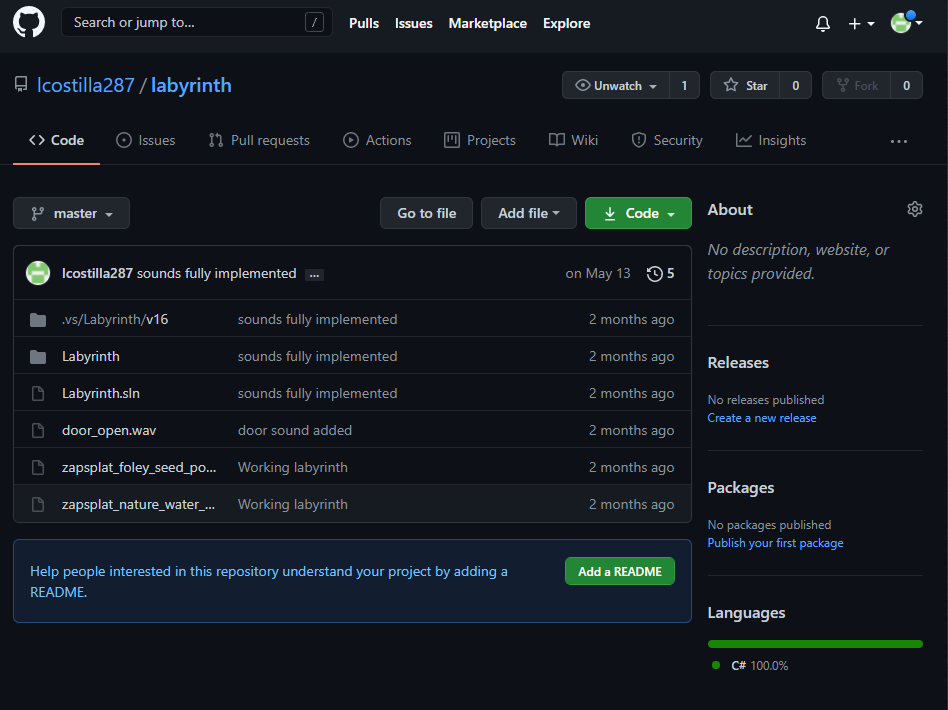 Search or jump to... /
Pulls Issues Marketplace Explore
lcostilla287 / labyrinth
Unwatch 1 Star 0 Fork 0
Code Issues Pull requests Actions Projects Wiki Security Insights ...
master Go to file Add file Code
lcostilla287 sounds fully implemented ... on May 13 5
.vs/Labyrinth/v16 sounds fully implemented 2 months ago
Labyrinth sounds fully implemented 2 months ago
Labyrinth.sln sounds fully implemented 2 months ago
door_open.wav door sound added 2 months ago
zapsplat_foley_seed_po... Working labyrinth 2 months ago
zapsplat_nature_water_... Working labyrinth 2 months ago
Help people interested in this repository understand your project by adding a
README.
Add a README
About
No description, website, or
topics provided.
Releases
No releases published
Create a new release
Packages
No packages published
Publish your first package
Languages
C# 100.0%